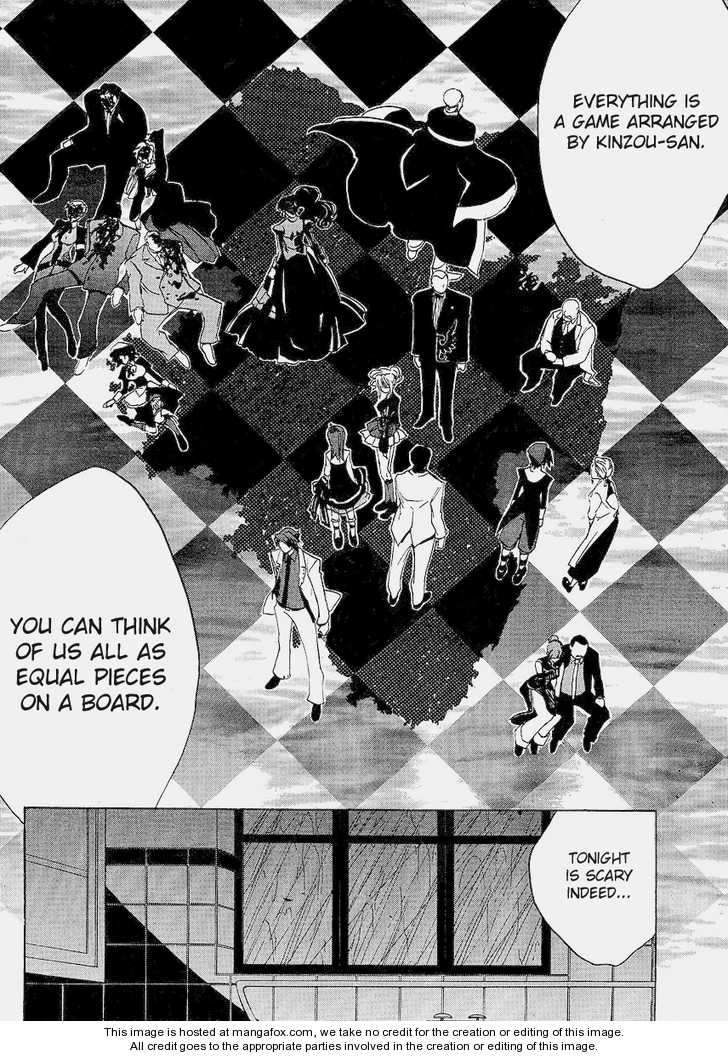 EVERYTHING IS
A GAME ARRANGED
BY KINZOU-SAN.
YOU CAN THINK
OF US ALL AS
EQUAL PIECES
ON A BOARD.
TONIGHT
IS SCARY
INDEED...
This image is hosted at mangafox.com, we take no credit for the creation or editing of this image.
All credit goes to the appropriate parties involved in the creation or editing of this image.